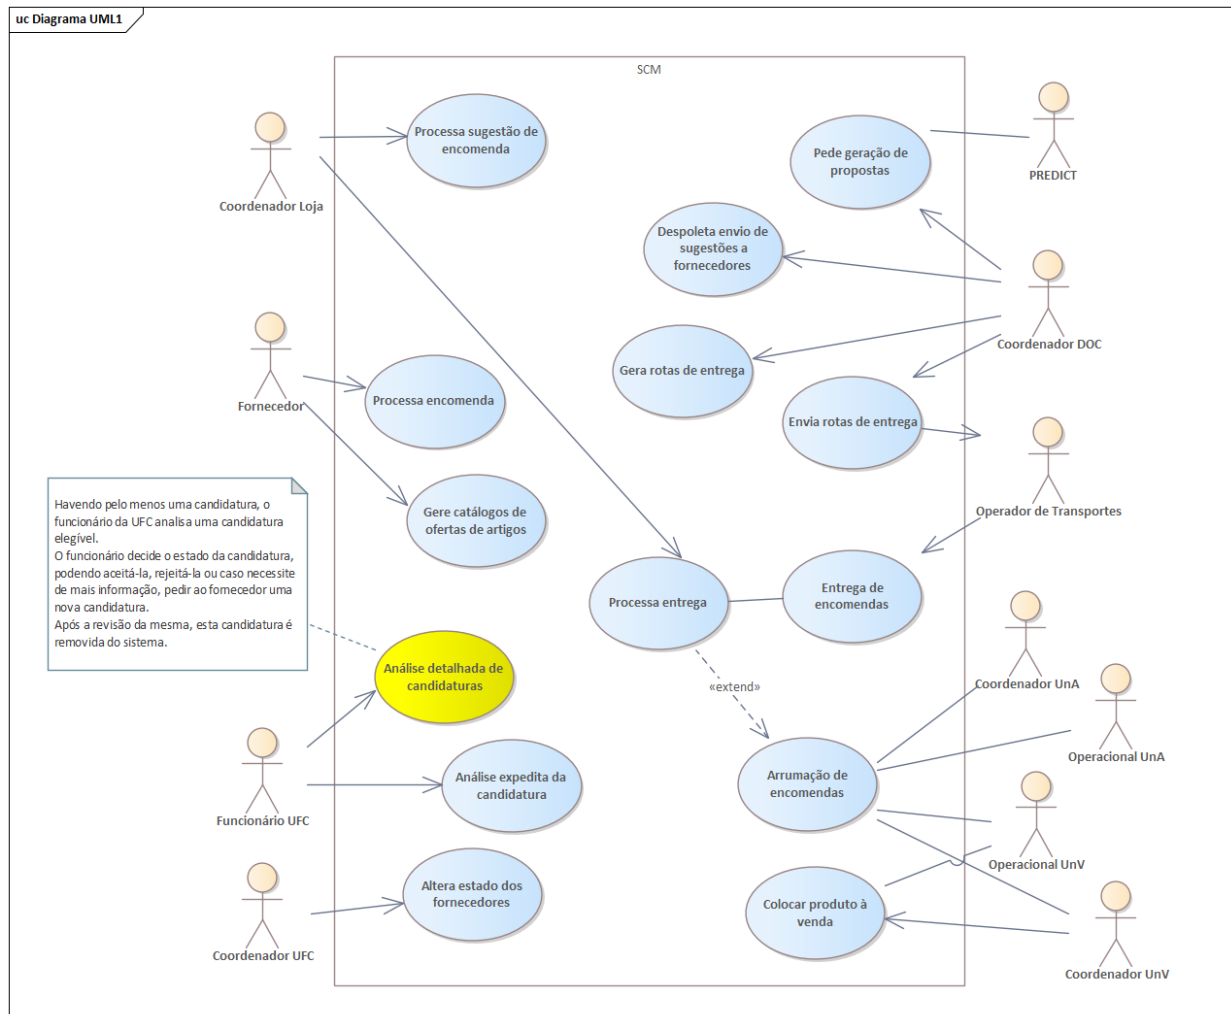 uc Diagrama UML1
SCM
Processa sugestão de
encomenda
Coordenador Loja
Pede geração de
propostas
PREDICT
Despoleta envio de
sugestões a
fornecedores
Coordenador DOC
Gera rotas de entrega
Fornecedor
Processa encomenda
Envia rotas de entrega
Operador de Transportes
Gere catálogos de
ofertas de artigos
Havendo pelo menos uma candidatura, o
funcionário da UFC analisa uma candidatura
elegível.
O funcionário decide o estado da candidatura,
podendo aceitá-la, rejeitá-la ou caso necessite
de mais informação, pedir ao fornecedor uma
nova candidatura.
Após a revisão da mesma, esta candidatura é
removida do sistema.
Processa entrega
Entrega de
encomendas
Análise detalhada de
candidaturas
«extend»
Coordenador UnA
Operacional UnA
Funcionário UFC
Análise expedita da
candidatura
Arrumação de
encomendas
Operacional UnV
Altera estado dos
fornecedores
Coordenador UFC
Colocar produto à
venda
Coordenador UnV